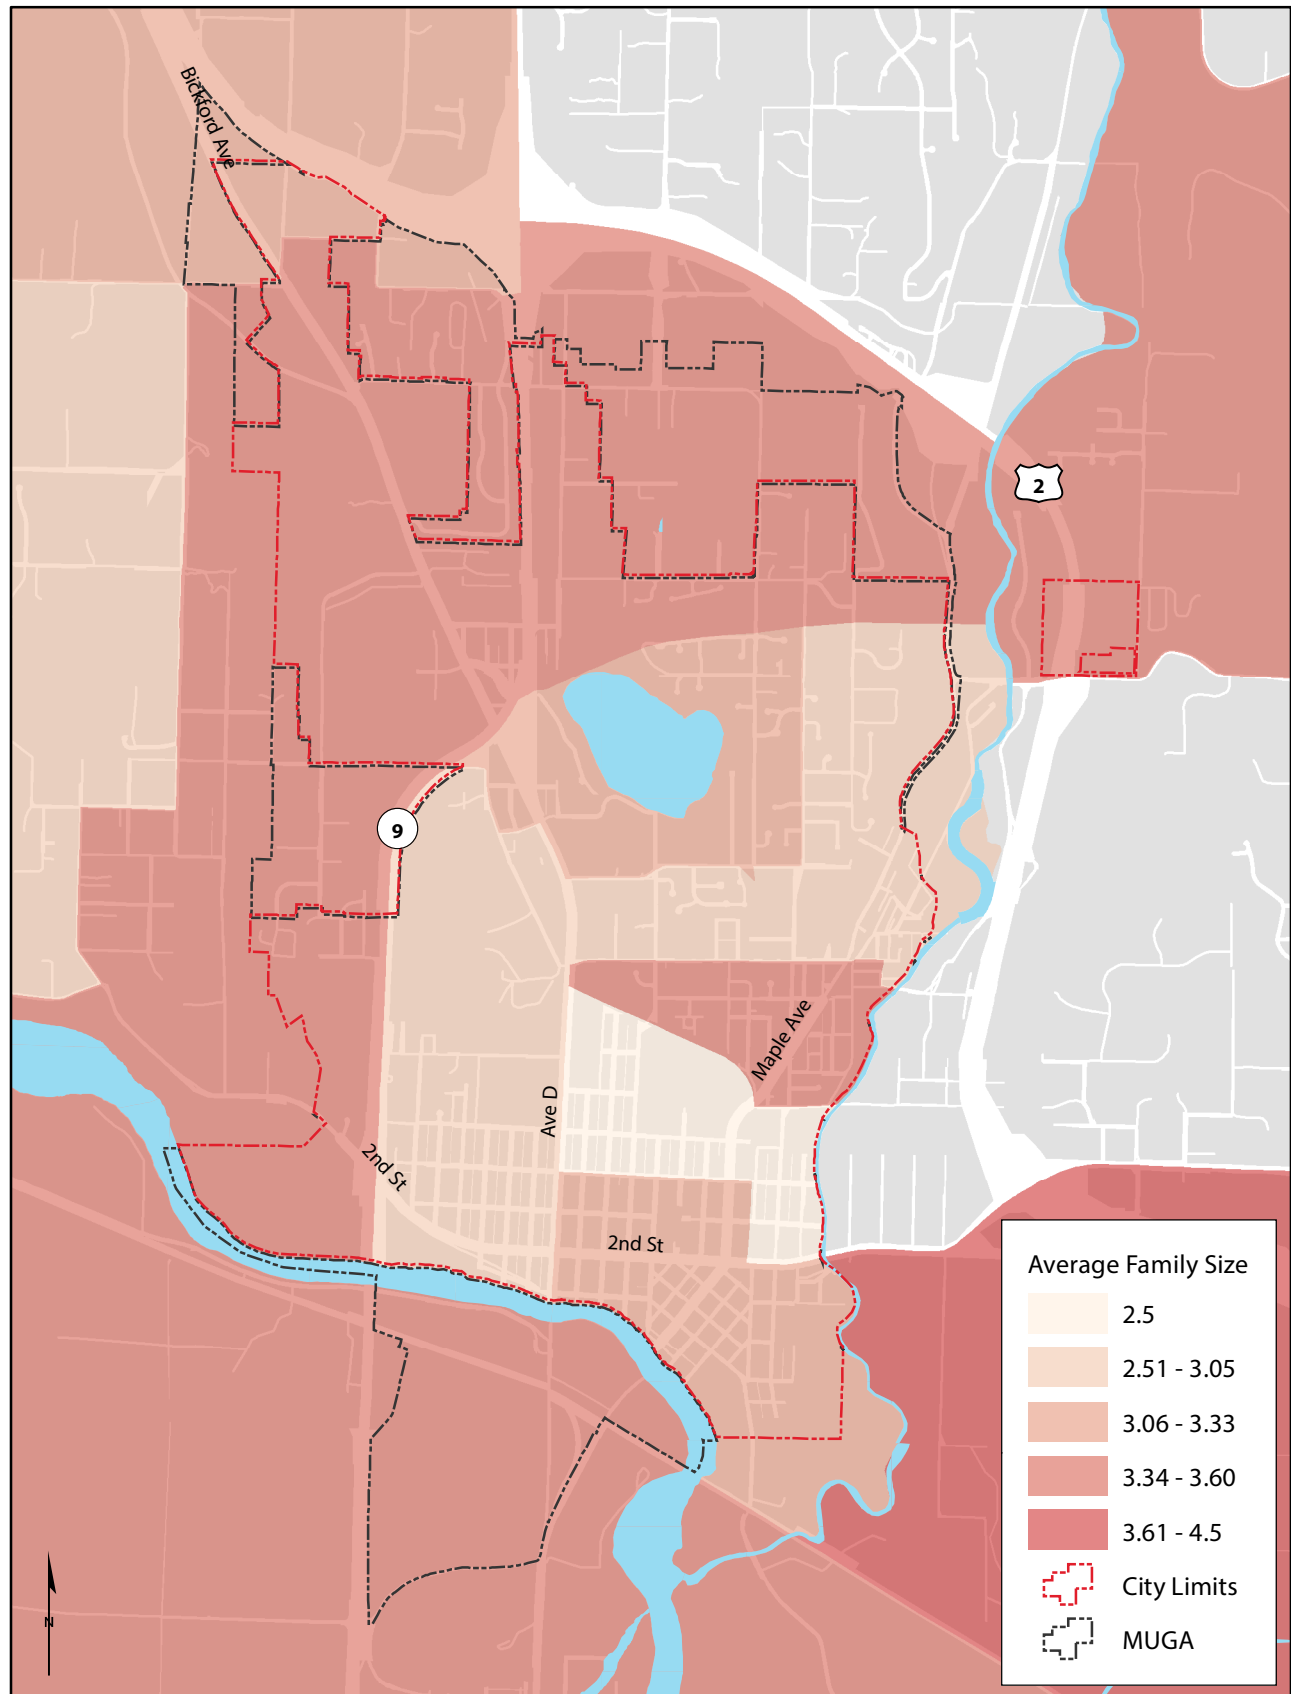 Bickford Ave
2
9
Maple Ave
Ave D
2nd St
2nd St
Average Family Size
2.5
2.51 - 3.05
3.06 - 3.33
3.34 - 3.60
3.61 - 4.5
City Limits
MUGA
N